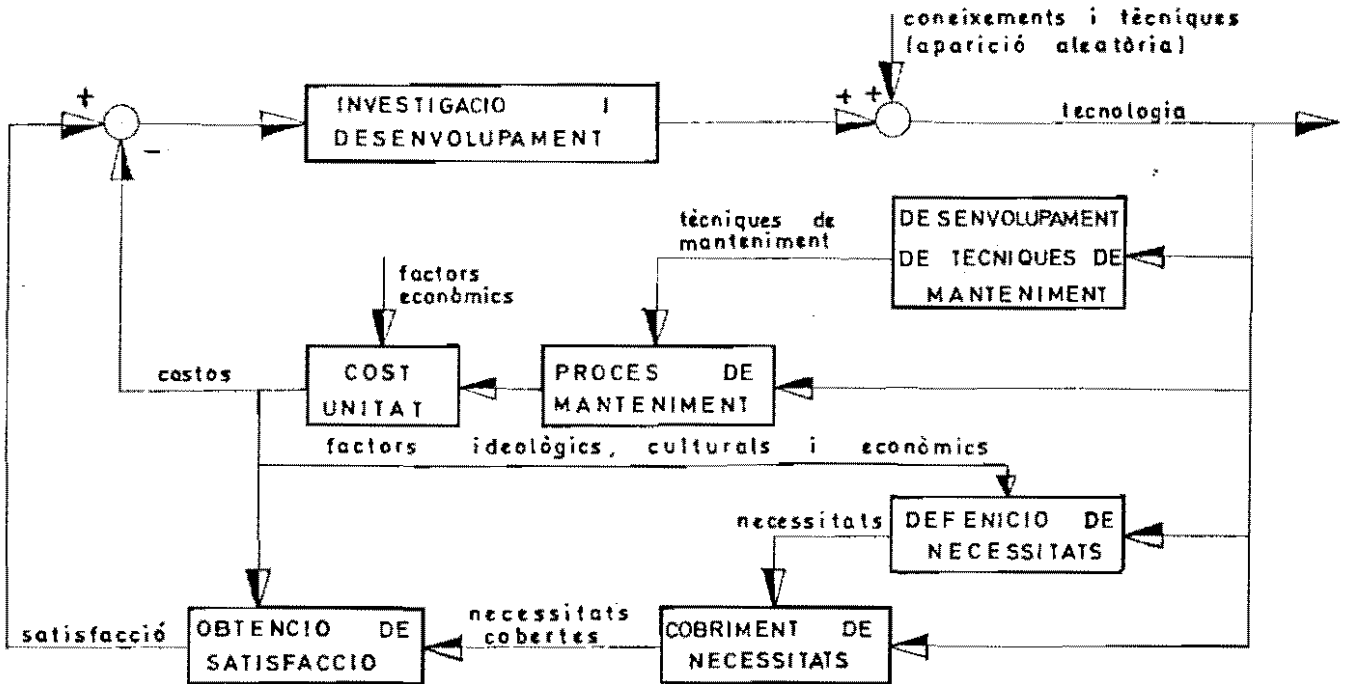 coneixements i tècniques
(aparició aleatòria)
+
INVESTIGACIO I
DESENVOLUPAMENT
+
+
tecnologia
-
tècniques de
manteniment
DESENVOLUPAMENT
DE TECNIQUES DE
MANTENIMENT
factors
econòmics
costos
COST
UNITAT
PROCES DE
MANTENIMENT
factors ideològics, culturals i econòmics
necessitats
DEFENICIO DE
NECESSITATS
satisfacció
OBTENCIO DE
SATISFACCIO
necessitats
cobertes
COBRIMENT DE
NECESSITATS